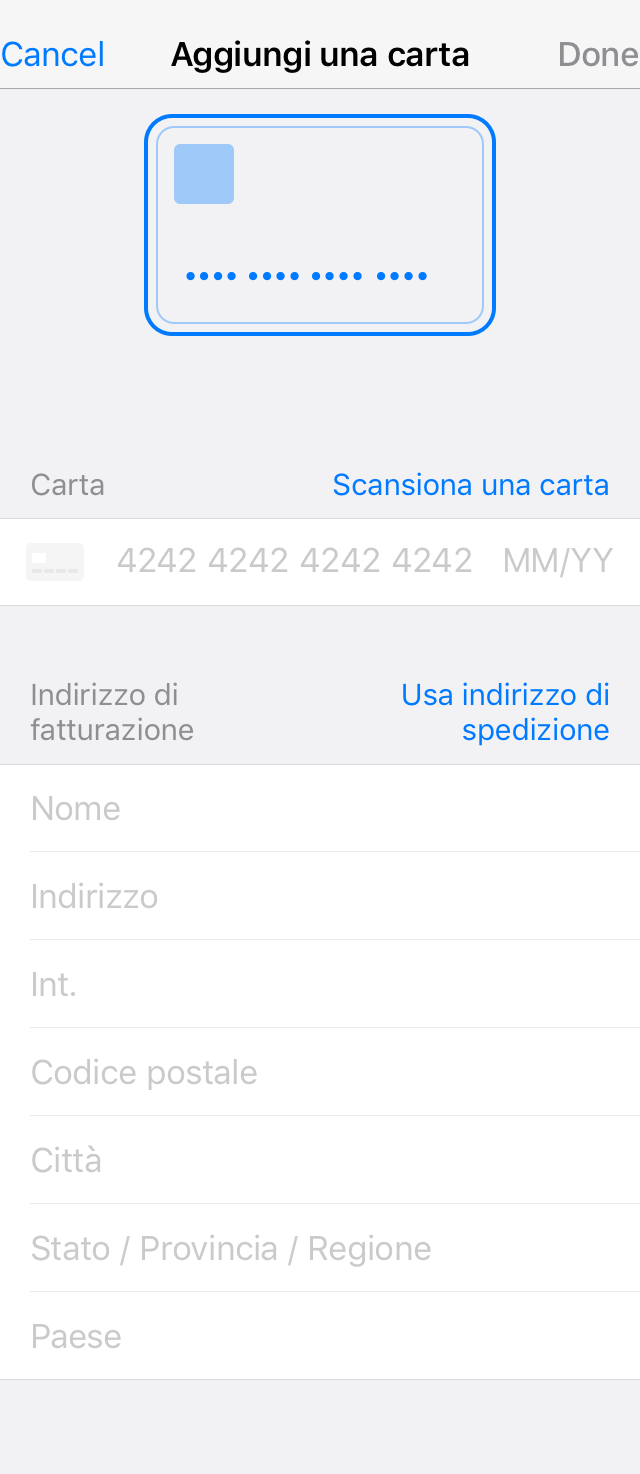 Cancel Aggiungi una carta Done
•••• •••• •••• ••••
Carta Scansiona una carta
4242 4242 4242 4242 MM/YY
Indirizzo di fatturazione
Usa indirizzo di spedizione
Nome
Indirizzo
Int.
Codice postale
Città
Stato / Provincia / Regione
Paese